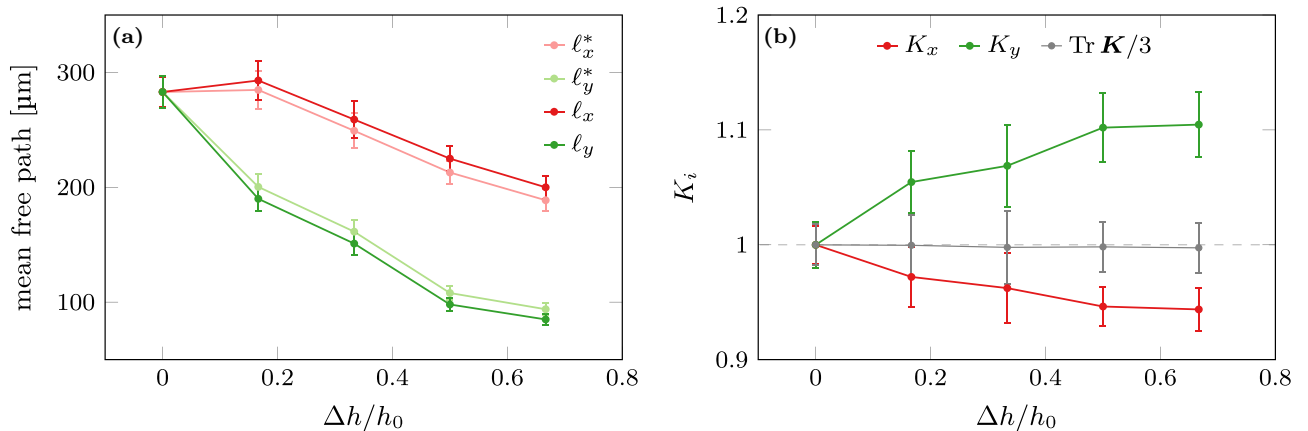 (a)
ℓ*x
ℓ*y
ℓx
ℓy
300
200
100
mean free path [µm]
0 0.2 0.4 0.6 0.8
Δh/h₀
(b)
Kx Ky Tr K/3
1.2
1.1
1
0.9
Ki
0 0.2 0.4 0.6 0.8
Δh/h₀